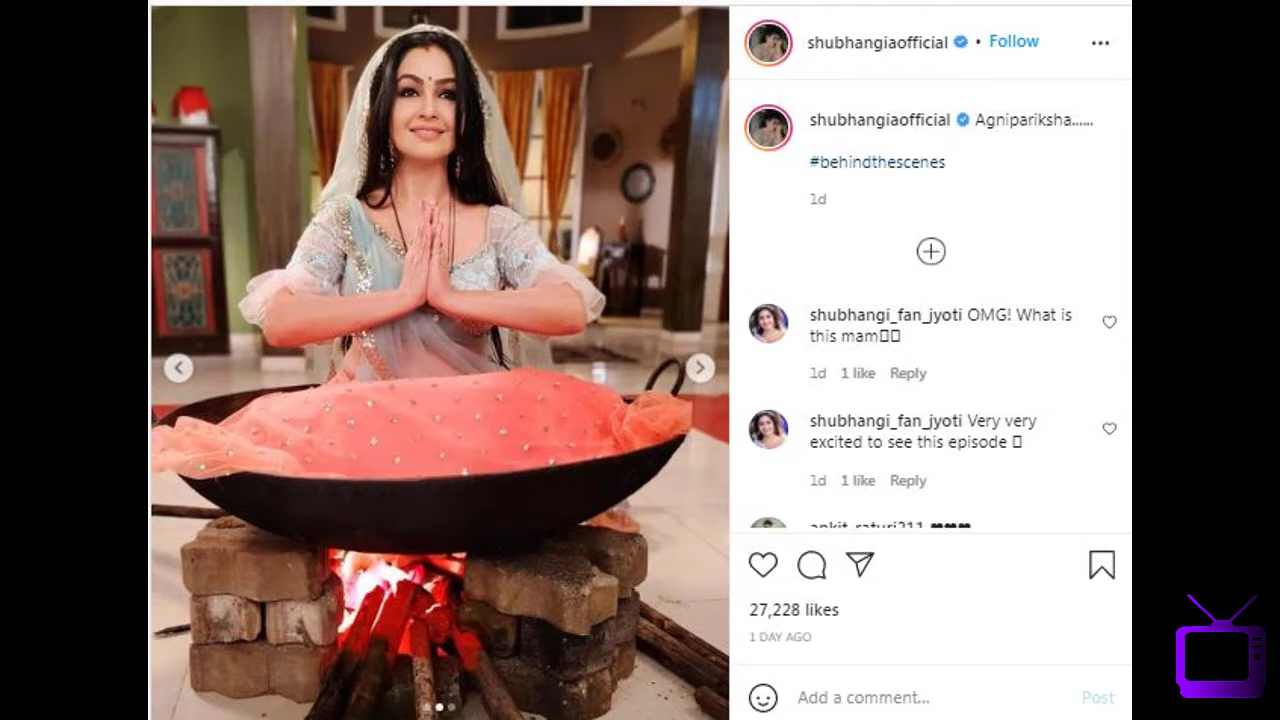 shubhangiaofficial • Follow
shubhangiaofficial Agnipariksha......
#behindthescenes
1d
shubhangi_fan_jyoti OMG! What is
this mam
1d 1 like Reply
shubhangi_fan_jyoti Very very
excited to see this episode
1d 1 like Reply
ankit_raturi211
27,228 likes
1 DAY AGO
Add a comment... Post